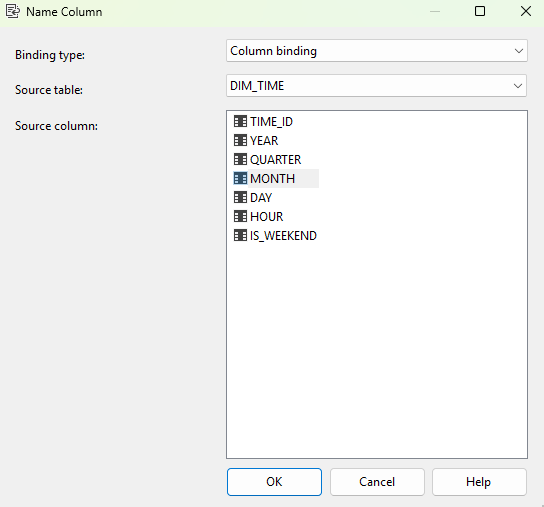 Name Column
Binding type:
Column binding
Source table:
DIM_TIME
Source column:
TIME_ID
YEAR
QUARTER
MONTH
DAY
HOUR
IS_WEEKEND
OK
Cancel
Help